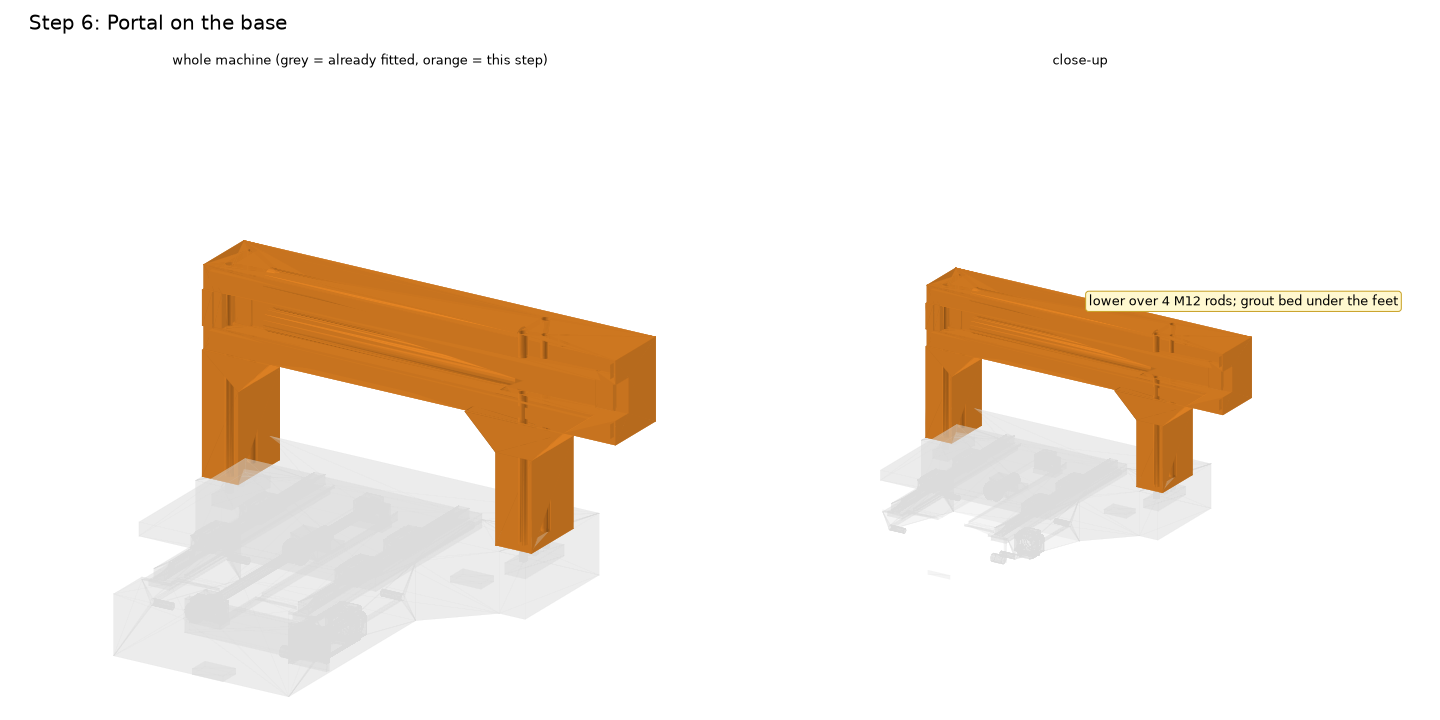 Step 6: Portal on the base
whole machine (grey = already fitted, orange = this step)
close-up
lower over 4 M12 rods; grout bed under the feet